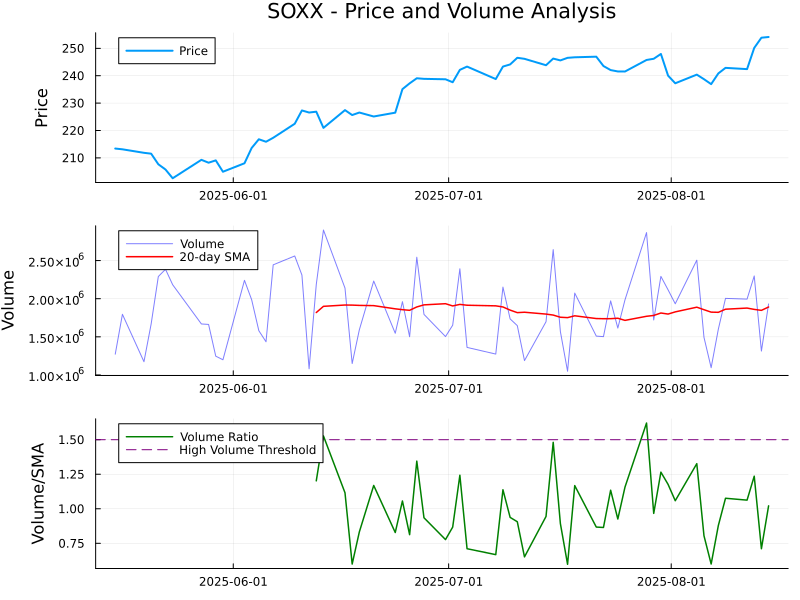 SOXX - Price and Volume Analysis
Price
Price
250
240
230
220
210
2025-06-01 2025-07-01 2025-08-01
Volume
Volume
20-day SMA
2.50×10⁶
2.00×10⁶
1.50×10⁶
1.00×10⁶
2025-06-01 2025-07-01 2025-08-01
Volume/SMA
Volume Ratio
High Volume Threshold
1.50
1.25
1.00
0.75
2025-06-01 2025-07-01 2025-08-01